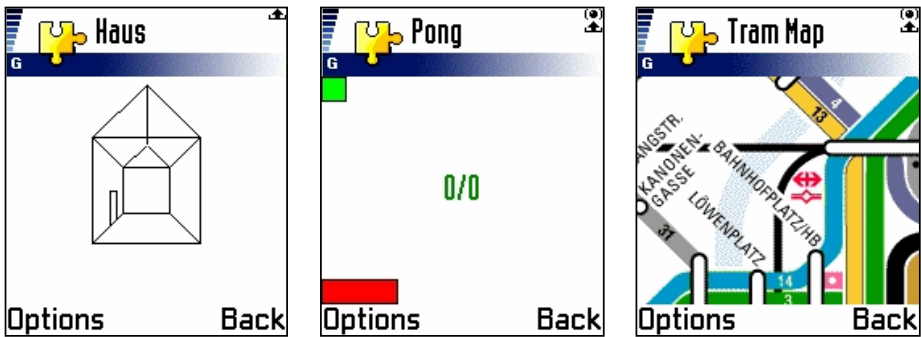 Haus
G
Options Back
Pong
G
0/0
Options Back
Tram Map
G
4
13
ANGSTR.
KANONEN-
GASSE
BAHNHOFPLATZ/HB
LÖWENPLATZ
31
14
3
Options Back